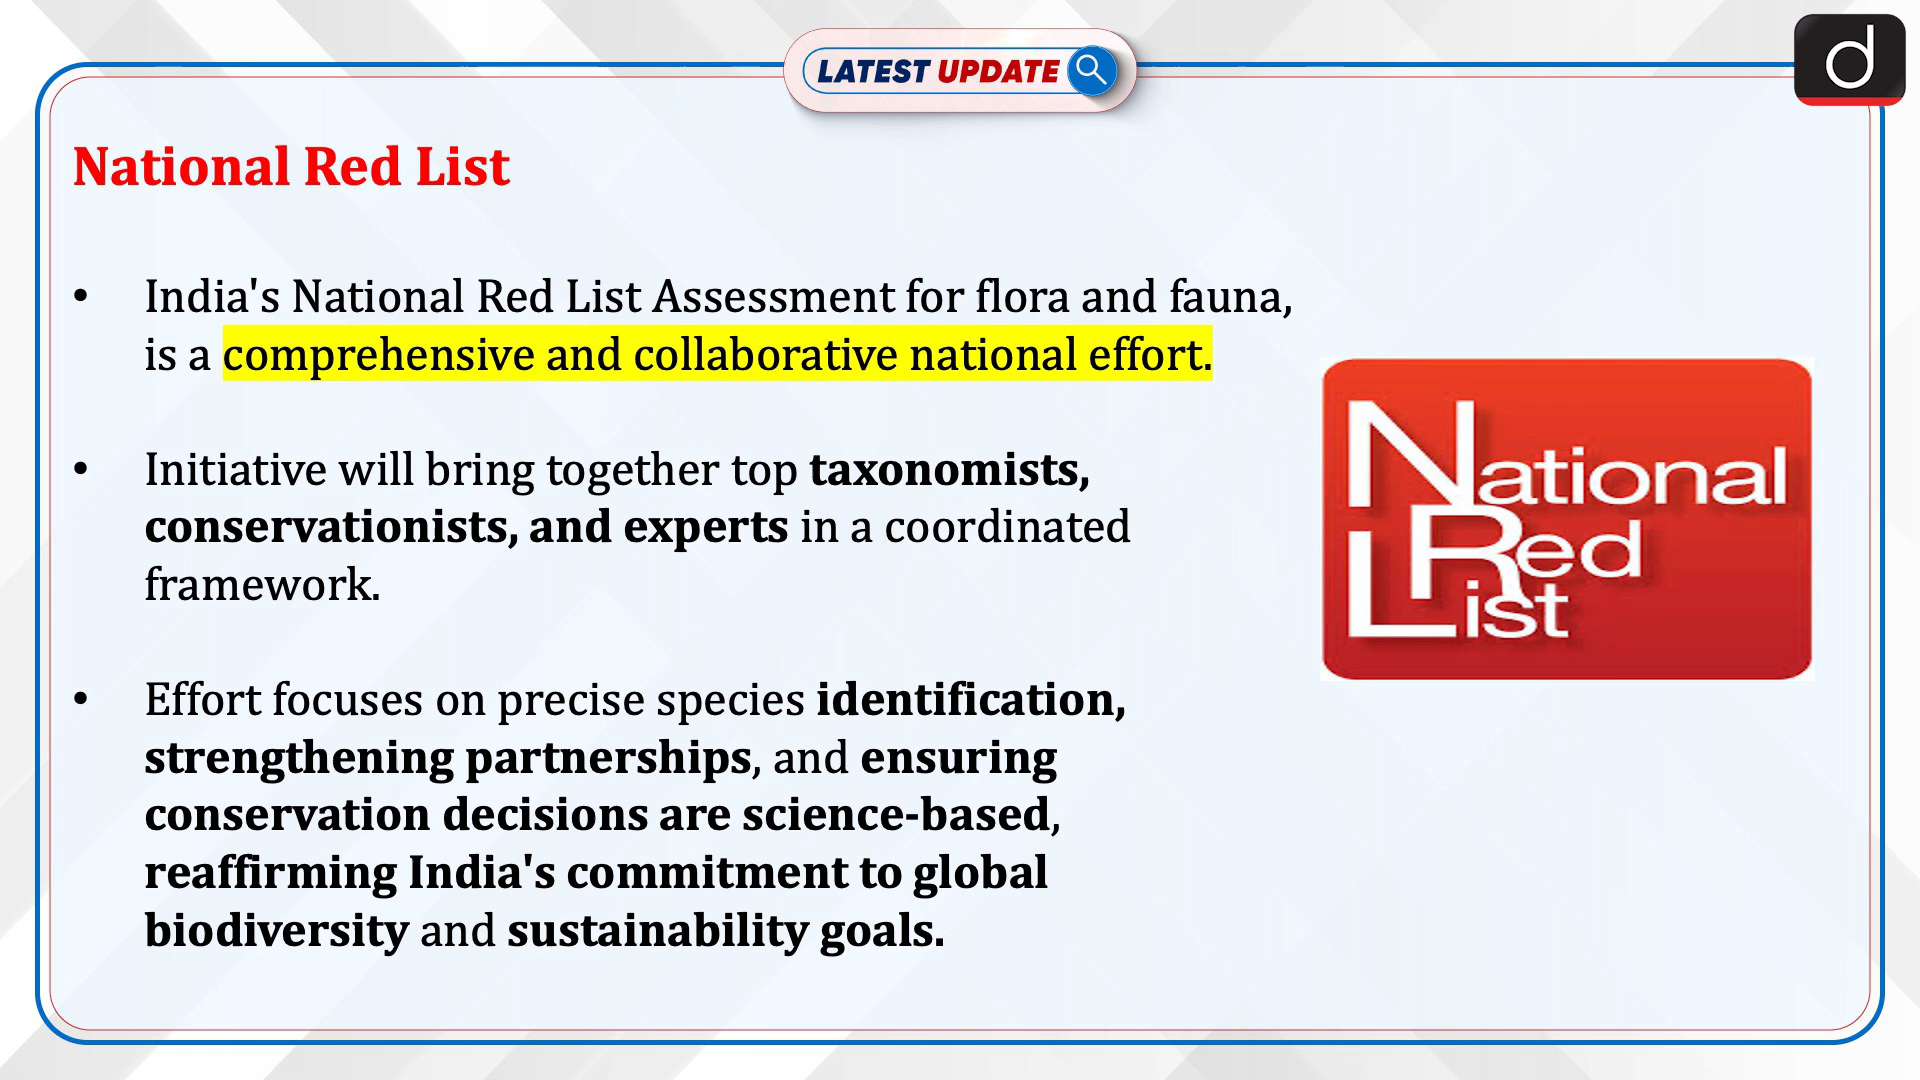 LATEST UPDATE
d
National Red List
• India's National Red List Assessment for flora and fauna,
is a comprehensive and collaborative national effort.
• Initiative will bring together top taxonomists,
conservationists, and experts in a coordinated
framework.
• Effort focuses on precise species identification,
strengthening partnerships, and ensuring
conservation decisions are science-based,
reaffirming India's commitment to global
biodiversity and sustainability goals.
National
Red
List